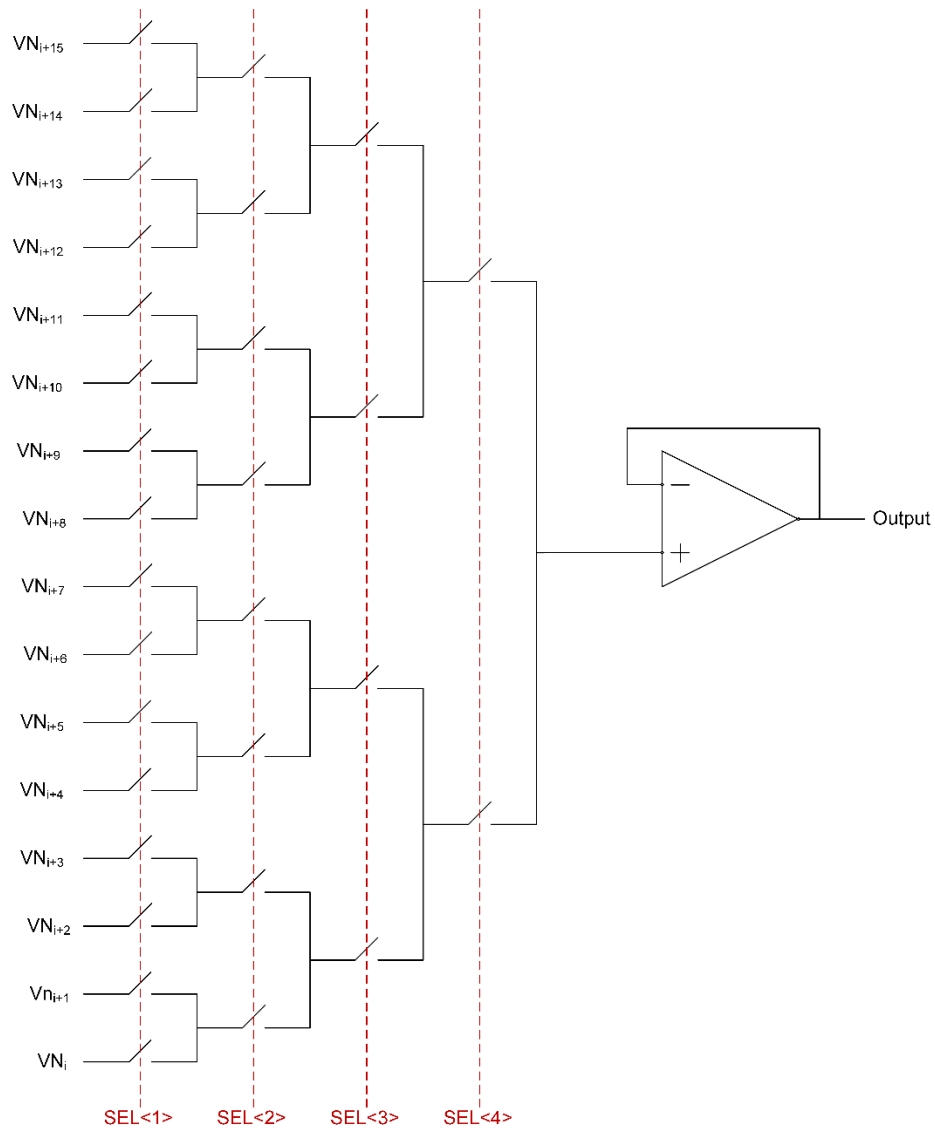 VNi+15
VNi+14
VNi+13
VNi+12
VNi+11
VNi+10
VNi+9
VNi+8
VNi+7
VNi+6
VNi+5
VNi+4
VNi+3
VNi+2
Vni+1
VNi
−
+
Output
SEL<1> SEL<2> SEL<3> SEL<4>